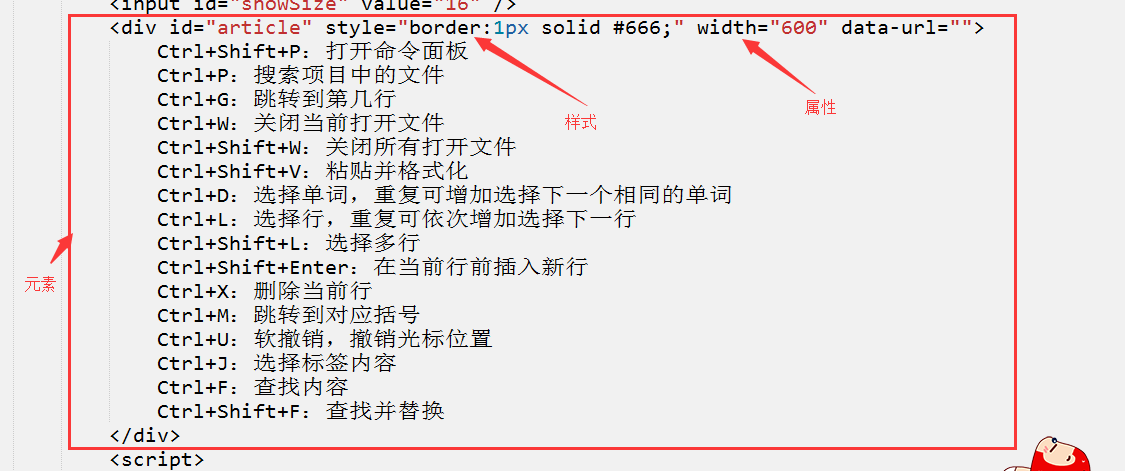 <input id="showSize" value="16" />
<div id="article" style="border:1px solid #666;" width="600" data-url="">
Ctrl+Shift+P: 打开命令面板
Ctrl+P: 搜索项目中的文件
属性
Ctrl+G: 跳转到第几行
样式
Ctrl+W: 关闭当前打开文件
Ctrl+Shift+W: 关闭所有打开文件
Ctrl+Shift+V: 粘贴并格式化
Ctrl+D: 选择单词,重复可增加选择下一个相同的单词
Ctrl+L: 选择行,重复可依次增加选择下一行
Ctrl+Shift+L: 选择多行
Ctrl+Shift+Enter: 在当前行前插入新行
元素
Ctrl+X: 删除当前行
Ctrl+M: 跳转到对应括号
Ctrl+U: 软撤销,撤销光标位置
Ctrl+J: 选择标签内容
Ctrl+F: 查找内容
Ctrl+Shift+F: 查找并替换
</div>
<script>